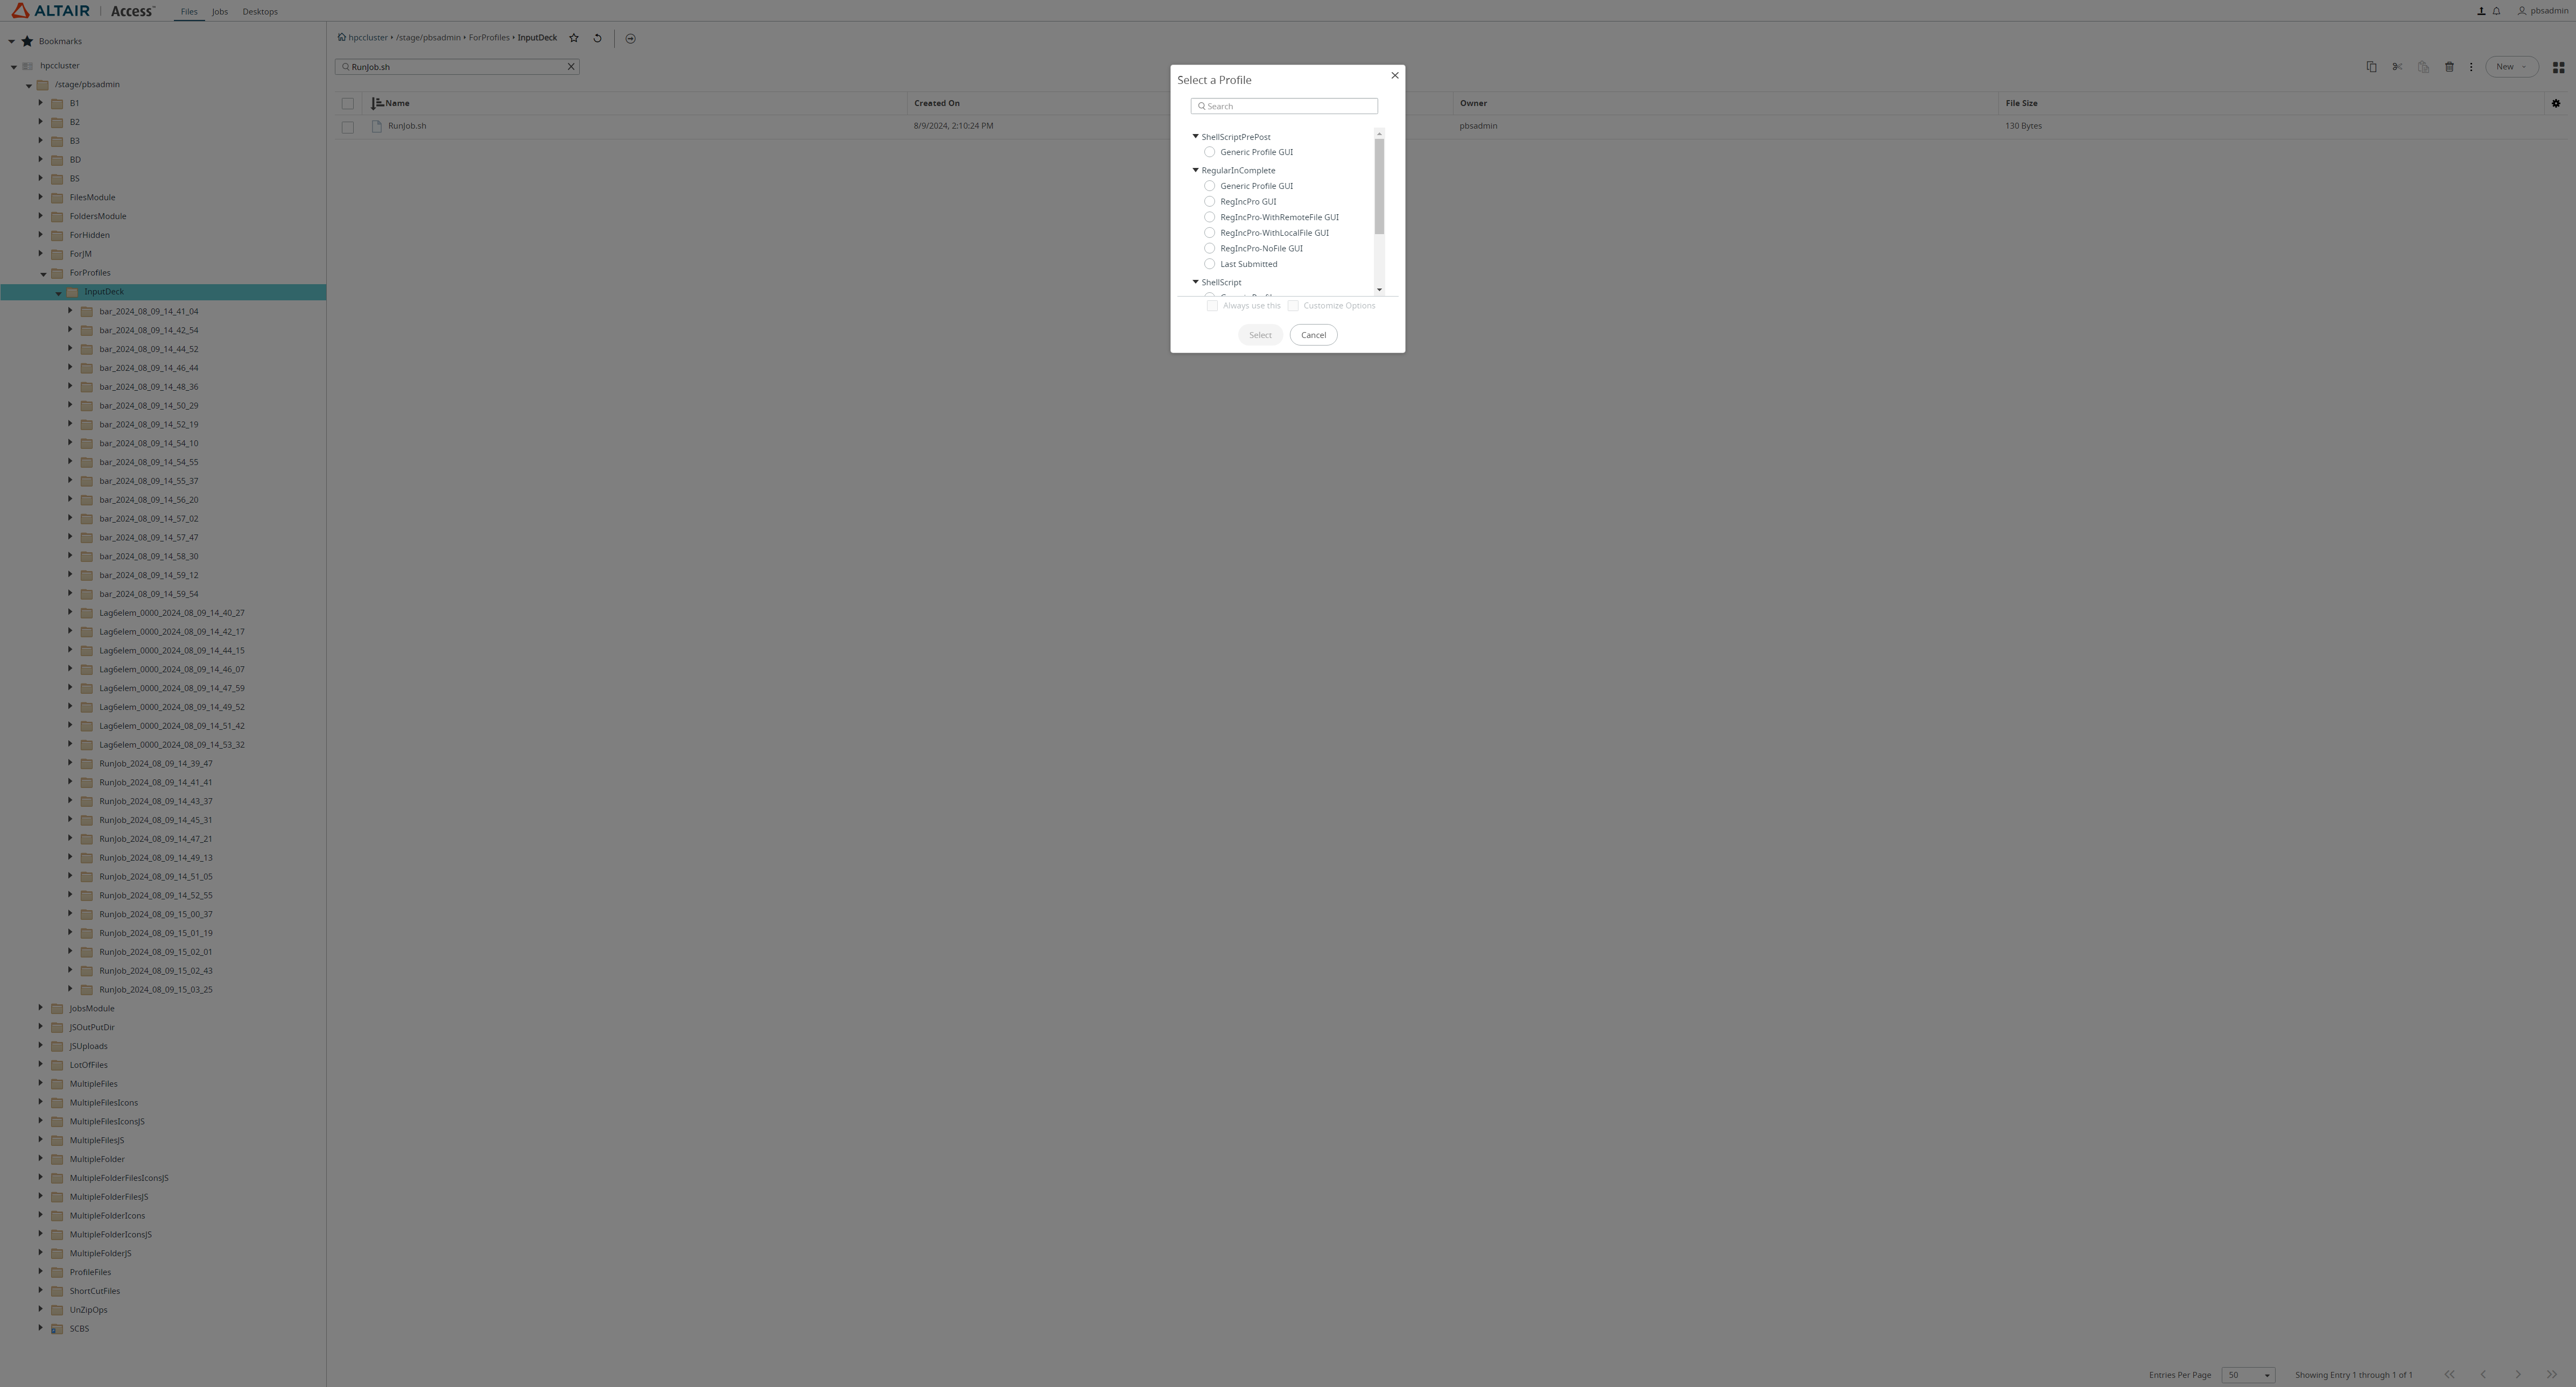 ALTAIR | Access™ Files Jobs Desktops pbsadmin
Bookmarks
hpccluster
/stage/pbsadmin
B1
B2
B3
BD
BS
FilesModule
FoldersModule
ForHidden
ForJM
ForProfiles
InputDeck
bar_2024_08_09_14_41_04
bar_2024_08_09_14_42_54
bar_2024_08_09_14_44_52
bar_2024_08_09_14_46_44
bar_2024_08_09_14_48_36
bar_2024_08_09_14_50_29
bar_2024_08_09_14_52_19
bar_2024_08_09_14_54_10
bar_2024_08_09_14_54_55
bar_2024_08_09_14_55_37
bar_2024_08_09_14_56_20
bar_2024_08_09_14_57_02
bar_2024_08_09_14_57_47
bar_2024_08_09_14_58_30
bar_2024_08_09_14_59_12
bar_2024_08_09_14_59_54
Lag6elem_0000_2024_08_09_14_40_27
Lag6elem_0000_2024_08_09_14_42_17
Lag6elem_0000_2024_08_09_14_44_15
Lag6elem_0000_2024_08_09_14_46_07
Lag6elem_0000_2024_08_09_14_47_59
Lag6elem_0000_2024_08_09_14_49_52
Lag6elem_0000_2024_08_09_14_51_42
Lag6elem_0000_2024_08_09_14_53_32
RunJob_2024_08_09_14_39_47
RunJob_2024_08_09_14_41_41
RunJob_2024_08_09_14_43_37
RunJob_2024_08_09_14_45_31
RunJob_2024_08_09_14_47_21
RunJob_2024_08_09_14_49_13
RunJob_2024_08_09_14_51_05
RunJob_2024_08_09_14_52_55
RunJob_2024_08_09_15_00_37
RunJob_2024_08_09_15_01_19
RunJob_2024_08_09_15_02_01
RunJob_2024_08_09_15_02_43
RunJob_2024_08_09_15_03_25
JobsModule
JSOutPutDir
JSUploads
LotOfFiles
MultipleFiles
MultipleFilesIcons
MultipleFilesIconsJS
MultipleFilesJS
MultipleFolder
MultipleFolderFilesIconsJS
MultipleFolderFilesJS
MultipleFolderIcons
MultipleFolderIconsJS
MultipleFolderJS
ProfileFiles
ShortCutFiles
UnZipOps
SCBS
hpccluster /stage/pbsadmin ForProfiles InputDeck
RunJob.sh
New
Name Created On Owner File Size
RunJob.sh 8/9/2024, 2:10:24 PM pbsadmin 130 Bytes
Select a Profile
Search
ShellScriptPrePost
Generic Profile GUI
RegularInComplete
Generic Profile GUI
RegIncPro GUI
RegIncPro-WithRemoteFile GUI
RegIncPro-WithLocalFile GUI
RegIncPro-NoFile GUI
Last Submitted
ShellScript
Always use this Customize Options
Select Cancel
Entries Per Page 50 Showing Entry 1 through 1 of 1